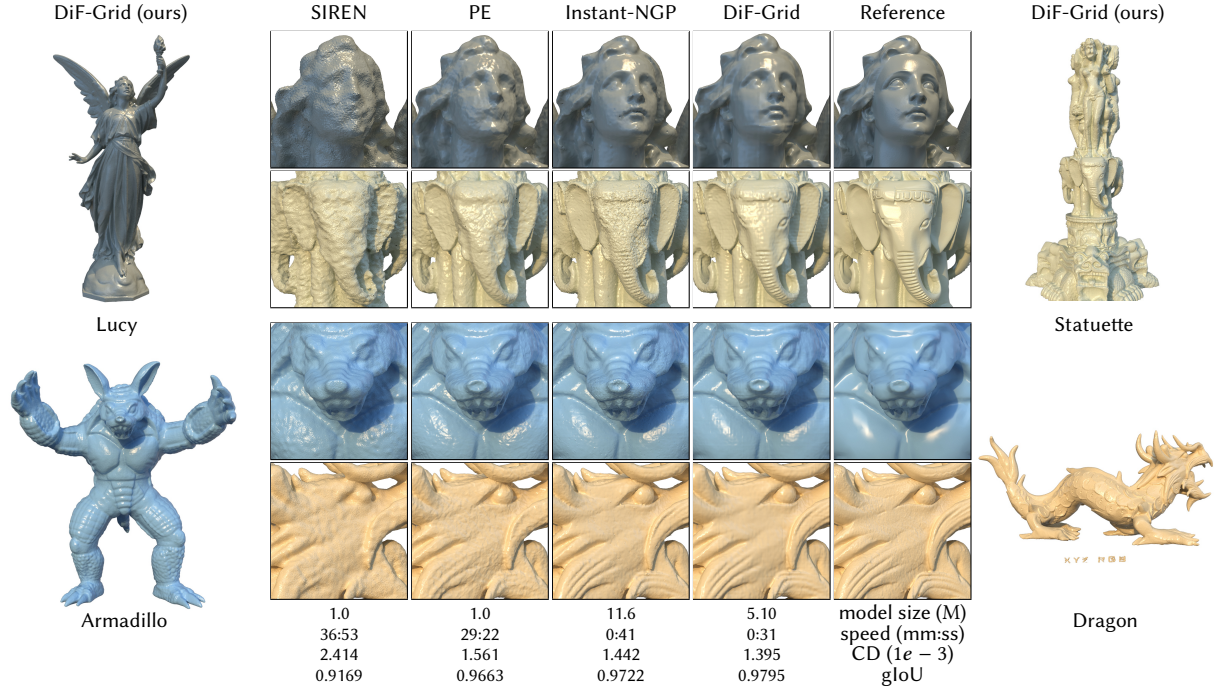 DiF-Grid (ours) SIREN PE Instant-NGP DiF-Grid Reference DiF-Grid (ours)
Lucy Statuette
Armadillo Dragon
1.0 1.0 11.6 5.10 model size (M)
36:53 29:22 0:41 0:31 speed (mm:ss)
2.414 1.561 1.442 1.395 CD (1e − 3)
0.9169 0.9663 0.9722 0.9795 gIoU